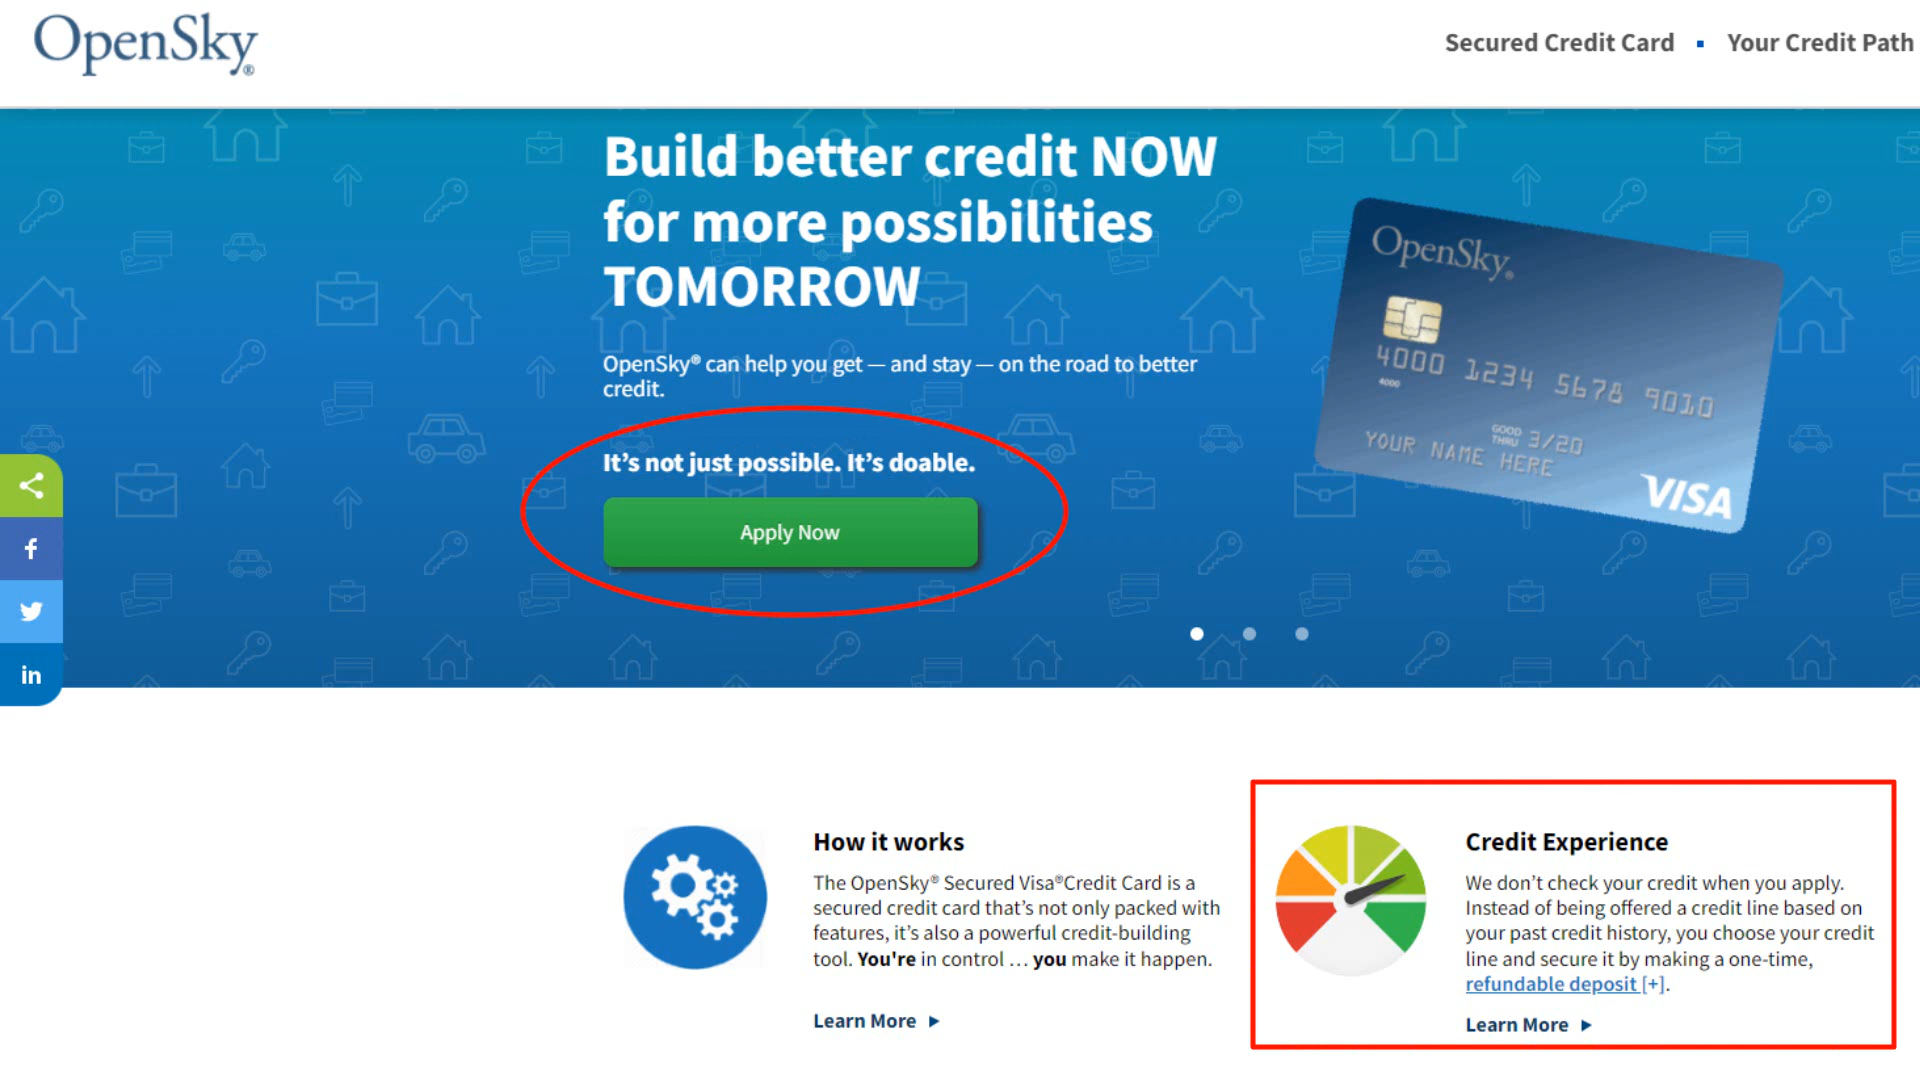 OpenSky®
Secured Credit Card ▪ Your Credit Path
Build better credit NOW
for more possibilities
TOMORROW
OpenSky® can help you get — and stay — on the road to better
credit.
It's not just possible. It's doable.
Apply Now
OpenSky®
4000 1234 5678 9010
4000
GOOD
THRU 3/20
YOUR NAME HERE
VISA
f
in
How it works
The OpenSky® Secured Visa®Credit Card is a
secured credit card that's not only packed with
features, it's also a powerful credit-building
tool. You're in control … you make it happen.
Learn More
Credit Experience
We don't check your credit when you apply.
Instead of being offered a credit line based on
your past credit history, you choose your credit
line and secure it by making a one-time,
refundable deposit [+].
Learn More